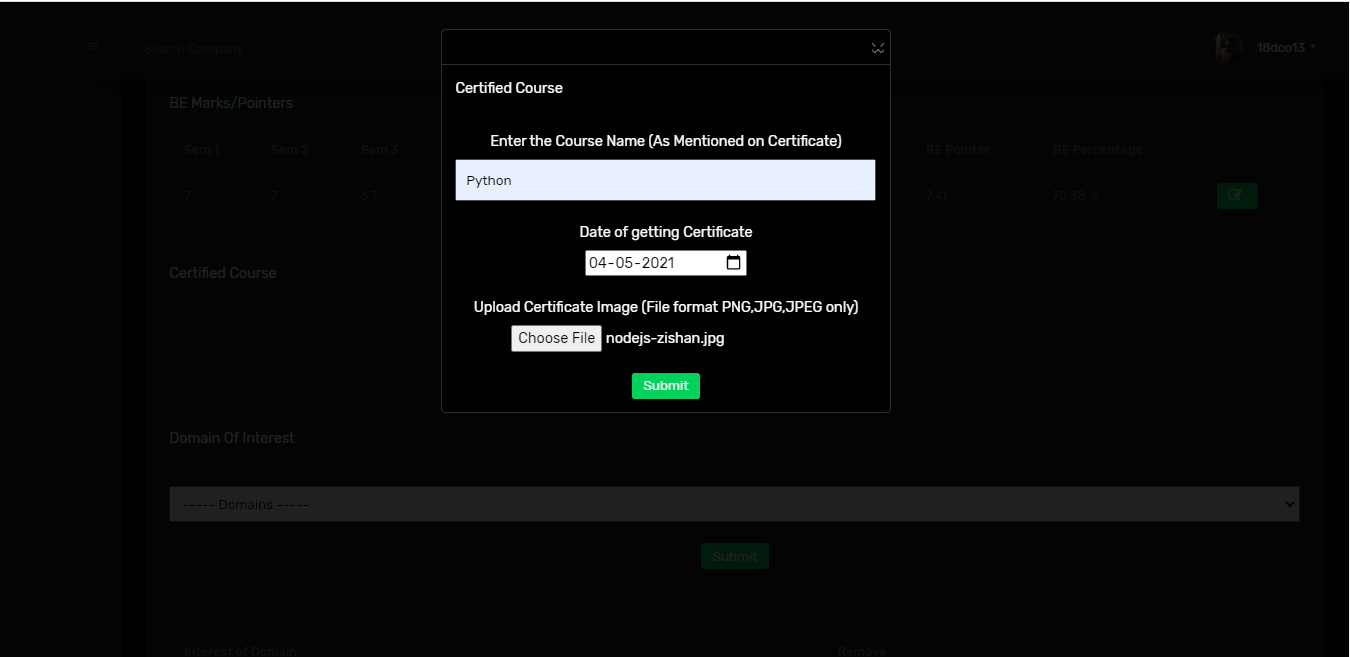 Search Company
18dco13
Certified Course
BE Marks/Pointers
Enter the Course Name (As Mentioned on Certificate)
Sem 1 Sem 2 Sem 3 BE Pointer BE Percentage
Python
7 7 6.7 7.41 70.38 %
Date of getting Certificate
04-05-2021
Certified Course
Upload Certificate Image (File format PNG,JPG,JPEG only)
Choose File nodejs-zishan.jpg
Submit
Domain Of Interest
----- Domains -----
Submit
Interest of Domain Remove